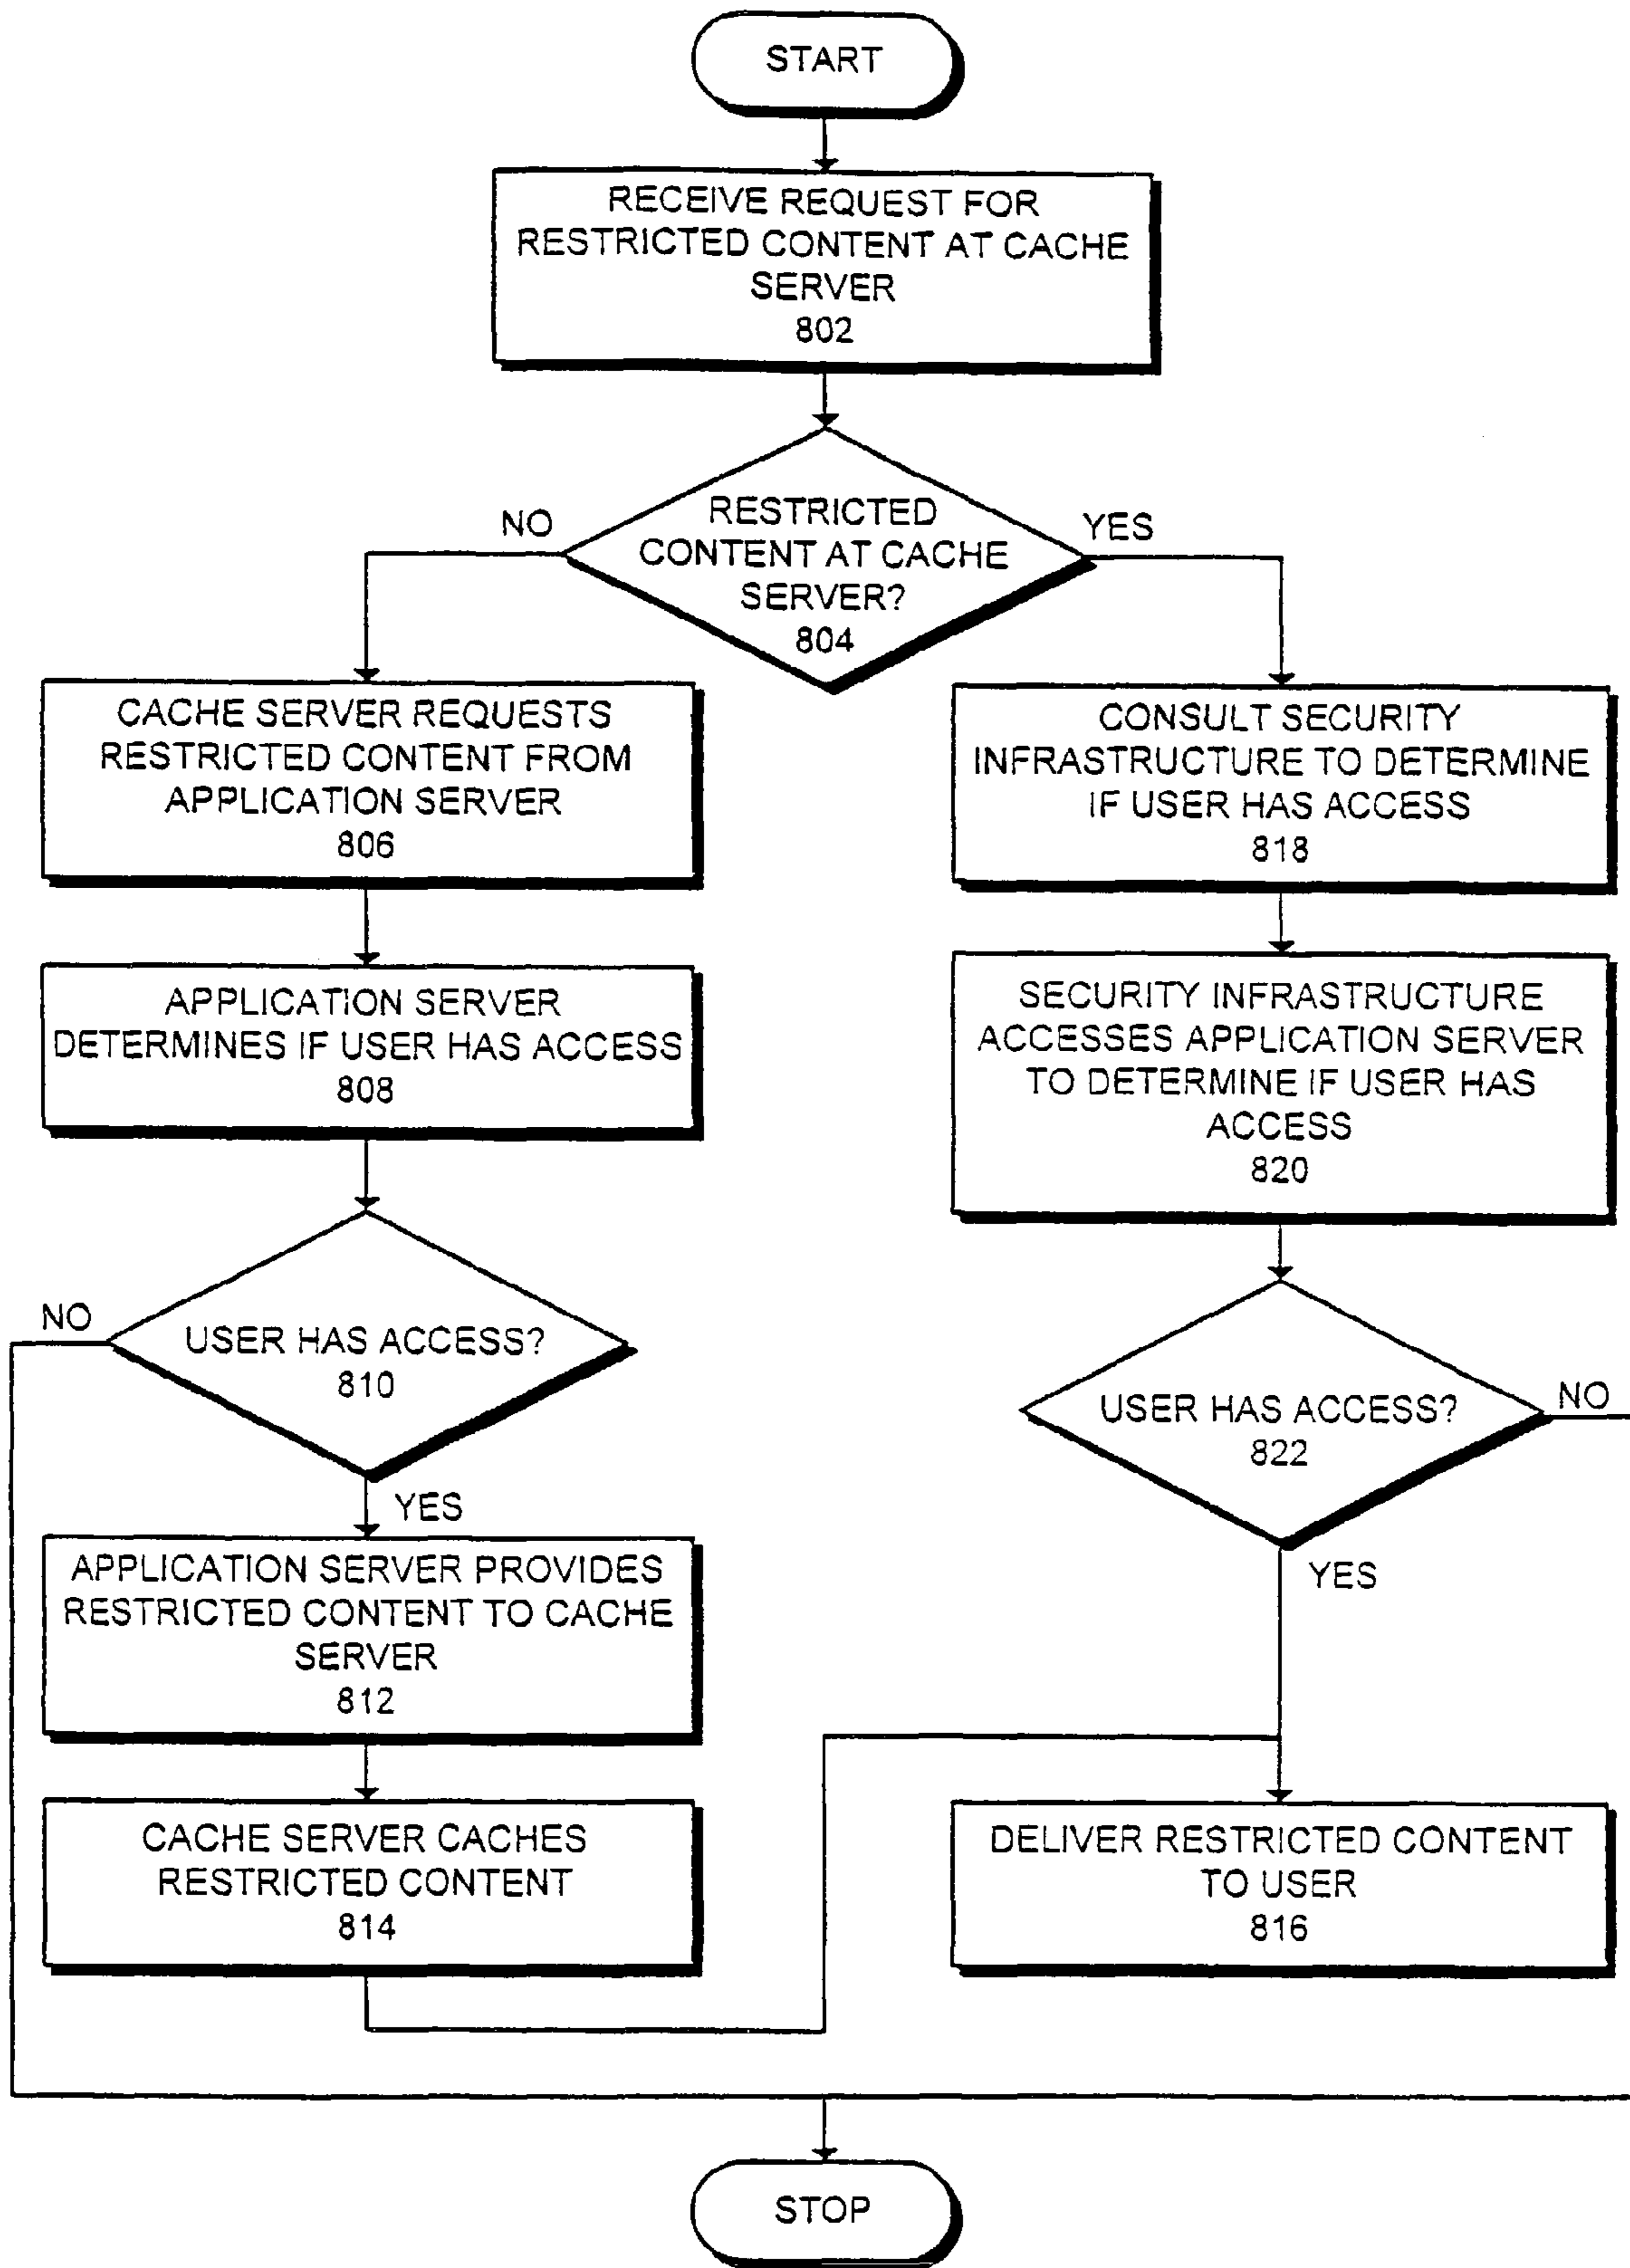 START
RECEIVE REQUEST FOR
RESTRICTED CONTENT AT CACHE
SERVER
802
RESTRICTED
CONTENT AT CACHE
SERVER?
804
NO
YES
CACHE SERVER REQUESTS
RESTRICTED CONTENT FROM
APPLICATION SERVER
806
APPLICATION SERVER
DETERMINES IF USER HAS ACCESS
808
USER HAS ACCESS?
810
NO
YES
APPLICATION SERVER PROVIDES
RESTRICTED CONTENT TO CACHE
SERVER
812
CACHE SERVER CACHES
RESTRICTED CONTENT
814
CONSULT SECURITY
INFRASTRUCTURE TO DETERMINE
IF USER HAS ACCESS
818
SECURITY INFRASTRUCTURE
ACCESSES APPLICATION SERVER
TO DETERMINE IF USER HAS
ACCESS
820
USER HAS ACCESS?
822
NO
YES
DELIVER RESTRICTED CONTENT
TO USER
816
STOP